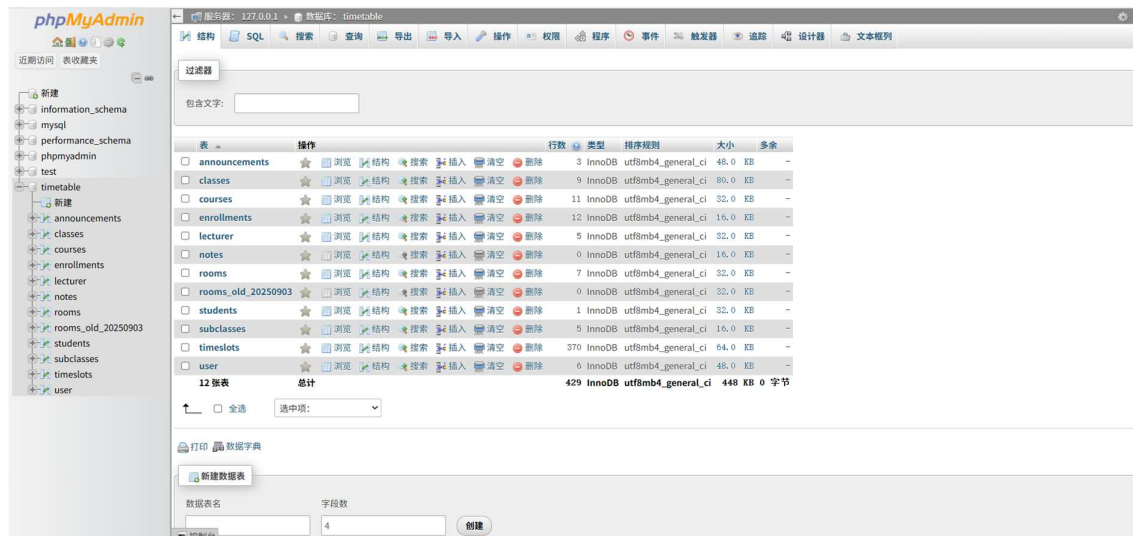 phpMyAdmin
近期访问 表收藏夹
新建
information_schema
mysql
performance_schema
phpmyadmin
test
timetable
新建
announcements
classes
courses
enrollments
lecturer
notes
rooms
rooms_old_20250903
students
subclasses
timeslots
user
服务器: 127.0.0.1 » 数据库: timetable
结构 SQL 搜索 查询 导出 导入 操作 权限 程序 事件 触发器 追踪 设计器 文本框列
过滤器
包含文字:
表 操作 行数 类型 排序规则 大小 多余
announcements 浏览 结构 搜索 插入 清空 删除 3 InnoDB utf8mb4_general_ci 48.0 KB -
classes 浏览 结构 搜索 插入 清空 删除 9 InnoDB utf8mb4_general_ci 80.0 KB -
courses 浏览 结构 搜索 插入 清空 删除 11 InnoDB utf8mb4_general_ci 32.0 KB -
enrollments 浏览 结构 搜索 插入 清空 删除 12 InnoDB utf8mb4_general_ci 16.0 KB -
lecturer 浏览 结构 搜索 插入 清空 删除 5 InnoDB utf8mb4_general_ci 32.0 KB -
notes 浏览 结构 搜索 插入 清空 删除 0 InnoDB utf8mb4_general_ci 16.0 KB -
rooms 浏览 结构 搜索 插入 清空 删除 7 InnoDB utf8mb4_general_ci 32.0 KB -
rooms_old_20250903 浏览 结构 搜索 插入 清空 删除 0 InnoDB utf8mb4_general_ci 32.0 KB -
students 浏览 结构 搜索 插入 清空 删除 1 InnoDB utf8mb4_general_ci 32.0 KB -
subclasses 浏览 结构 搜索 插入 清空 删除 5 InnoDB utf8mb4_general_ci 16.0 KB -
timeslots 浏览 结构 搜索 插入 清空 删除 370 InnoDB utf8mb4_general_ci 64.0 KB -
user 浏览 结构 搜索 插入 清空 删除 6 InnoDB utf8mb4_general_ci 48.0 KB -
12 张表 总计 429 InnoDB utf8mb4_general_ci 448 KB 0 字节
全选 选中项:
打印 数据字典
新建数据表
数据表名 字段数
4 创建